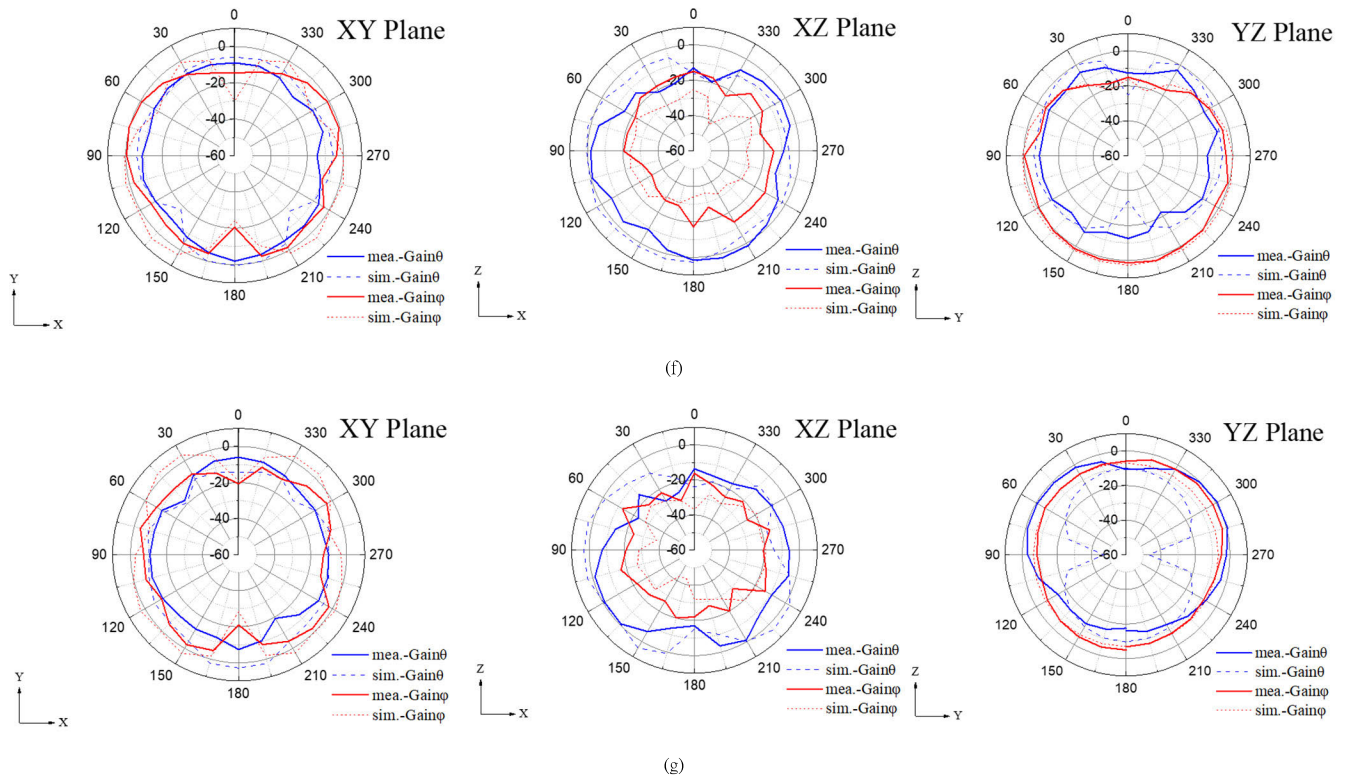 XY Plane
0
30
330
60
300
90
270
120
240
150
210
180
0
-20
-40
-60
mea.-Gainθ
sim.-Gainθ
mea.-Gainφ
sim.-Gainφ
Y
X
XZ Plane
0
30
330
60
300
90
270
120
240
150
210
180
0
-20
-40
-60
mea.-Gainθ
sim.-Gainθ
mea.-Gainφ
sim.-Gainφ
Z
X
YZ Plane
0
30
330
60
300
90
270
120
240
150
210
180
0
-20
-40
-60
mea.-Gainθ
sim.-Gainθ
mea.-Gainφ
sim.-Gainφ
Z
Y
(f)
XY Plane
0
30
330
60
300
90
270
120
240
150
210
180
0
-20
-40
-60
mea.-Gainθ
sim.-Gainθ
mea.-Gainφ
sim.-Gainφ
Y
X
XZ Plane
0
30
330
60
300
90
270
120
240
150
210
180
0
-20
-40
-60
mea.-Gainθ
sim.-Gainθ
mea.-Gainφ
sim.-Gainφ
Z
X
YZ Plane
0
30
330
60
300
90
270
120
240
150
210
180
0
-20
-40
-60
mea.-Gainθ
sim.-Gainθ
mea.-Gainφ
sim.-Gainφ
Z
Y
(g)